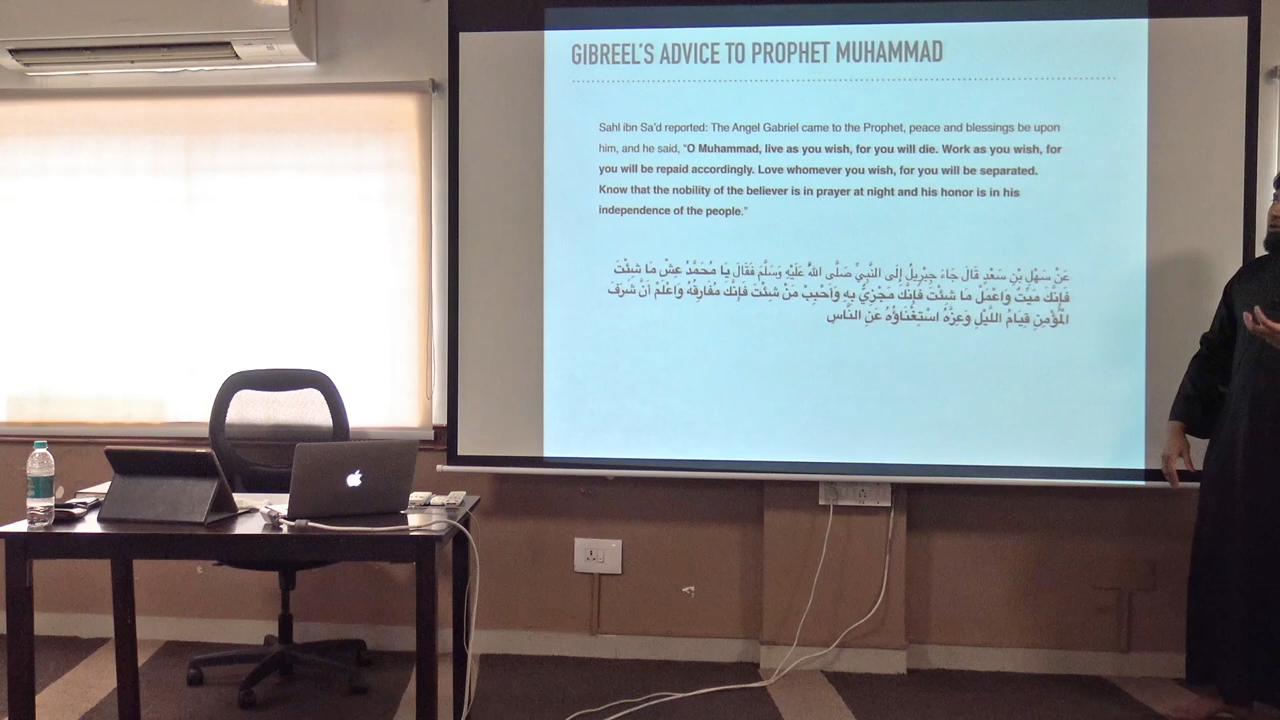 GIBREEL'S ADVICE TO PROPHET MUHAMMAD
Sahl ibn Sa'd reported: The Angel Gabriel came to the Prophet, peace and blessings be upon
him, and he said, "O Muhammad, live as you wish, for you will die. Work as you wish, for
you will be repaid accordingly. Love whomever you wish, for you will be separated.
Know that the nobility of the believer is in prayer at night and his honor is in his
independence of the people."
عَنْ سَهْلِ بْنِ سَعْدٍ قَالَ جَاءَ جِبْرِيلُ إِلَى النَّبِيِّ صَلَّى اللَّهُ عَلَيْهِ وَسَلَّمَ فَقَالَ يَا مُحَمَّدُ عِشْ مَا شِئْتَ
فَإِنَّكَ مَيِّتٌ وَاعْمَلْ مَا شِئْتَ فَإِنَّكَ مَجْزِيٌّ بِهِ وَأَحْبِبْ مَنْ شِئْتَ فَإِنَّكَ مُفَارِقُهُ وَاعْلَمْ أَنَّ شَرَفَ
الْمُؤْمِنِ قِيَامُ اللَّيْلِ وَعِزَّهُ اسْتِغْنَاؤُهُ عَنِ النَّاسِ